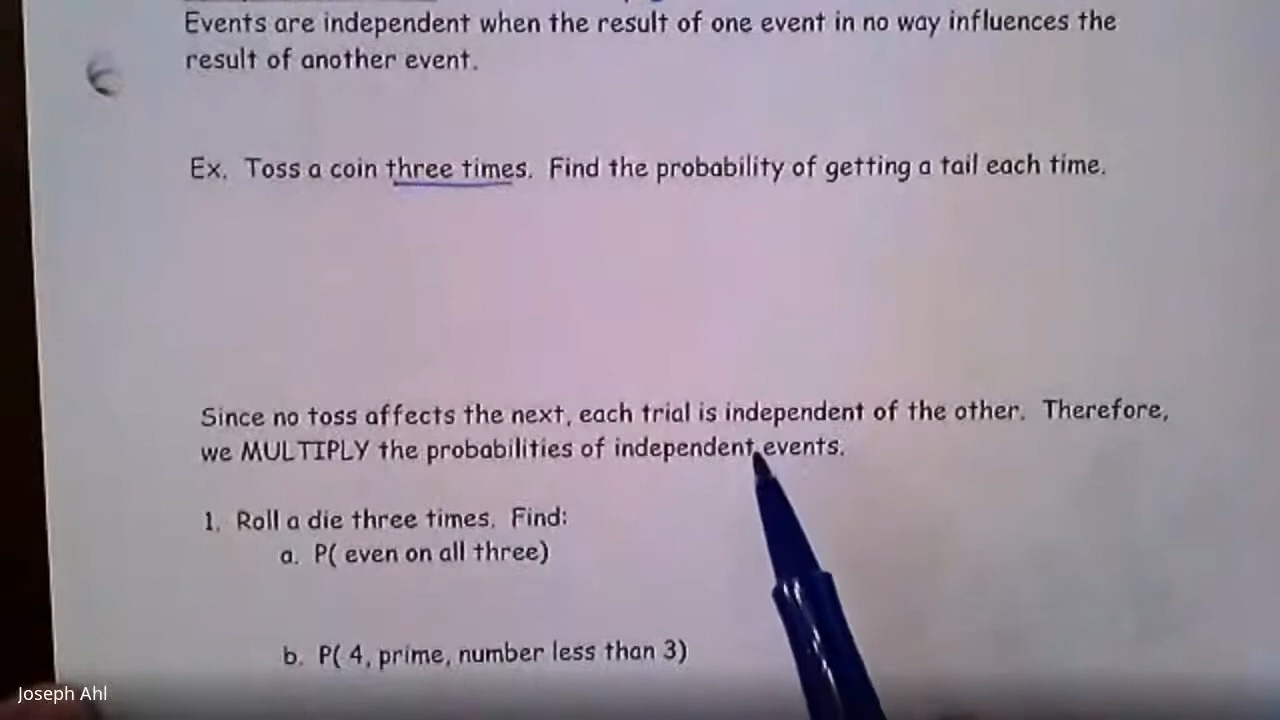 Events are independent when the result of one event in no way influences the
result of another event.
Ex. Toss a coin three times. Find the probability of getting a tail each time.
Since no toss affects the next, each trial is independent of the other. Therefore,
we MULTIPLY the probabilities of independent events.
1. Roll a die three times. Find:
a. P( even on all three)
b. P( 4, prime, number less than 3)
Joseph Ahl